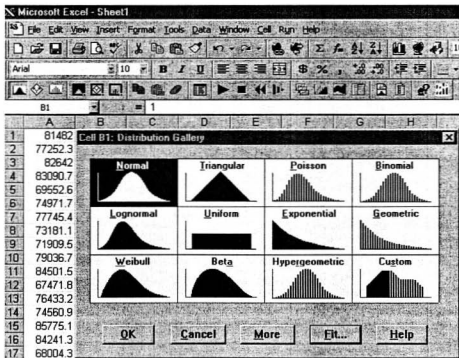 Microsoft Excel - Sheet1
File Edit View Insert Format Tools Data Window Cell Run Help
Arial 10 B I U $ % ,
B1 = 1
A B C D E F G H
1 81482
2 77252.3
3 82642
4 83090.7
5 69552.6
6 74971.7
7 77745.4
8 73181.1
9 71909.5
10 79036.7
11 84501.5
12 67471.8
13 76433.2
14 74560.9
15 85775.1
16 84241.3
17 68004.3
Cell B1: Distribution Gallery
Normal Triangular Poisson Binomial
Lognormal Uniform Exponential Geometric
Weibull Beta Hypergeometric Custom
OK Cancel More Fit... Help